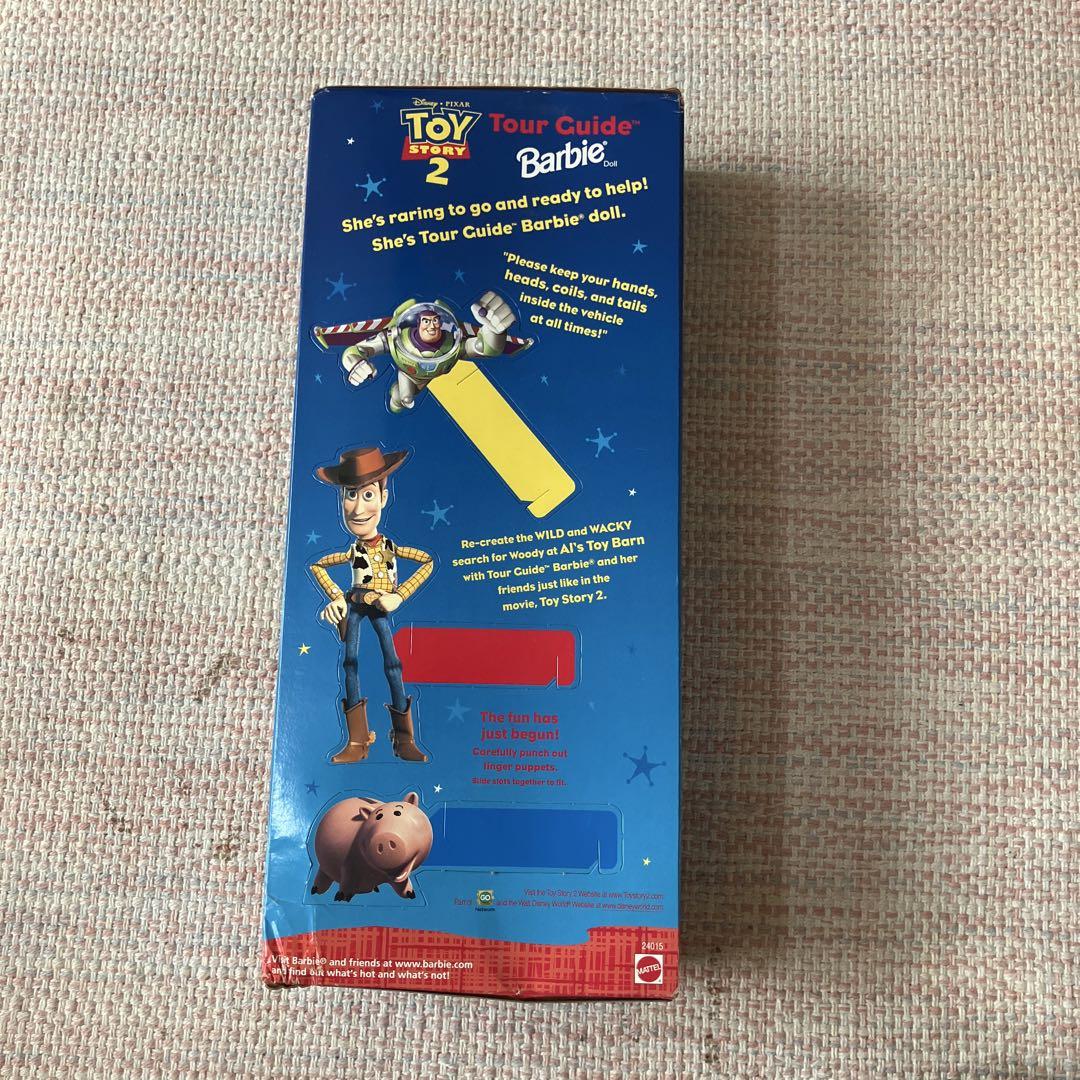 Disney • PIXAR
TOY
STORY
2
Tour Guide™
Barbie®
Doll
She's raring to go and ready to help!
She's Tour Guide™ Barbie® doll.
"Please keep your hands,
heads, coils, and tails
inside the vehicle
at all times!"
Re-create the WILD and WACKY
search for Woody at Al's Toy Barn
with Tour Guide™ Barbie® and her
friends just like in the
movie, Toy Story 2.
The fun has
just begun!
Carefully punch out
finger puppets.
Slide slots together to fit.
Visit the Toy Story 2 Website at www.Toystory2.com
Part of GO Network and the Walt Disney World® Website at www.disneyworld.com
Visit Barbie® and friends at www.barbie.com
and find out what's hot and what's not!
24015
MATTEL